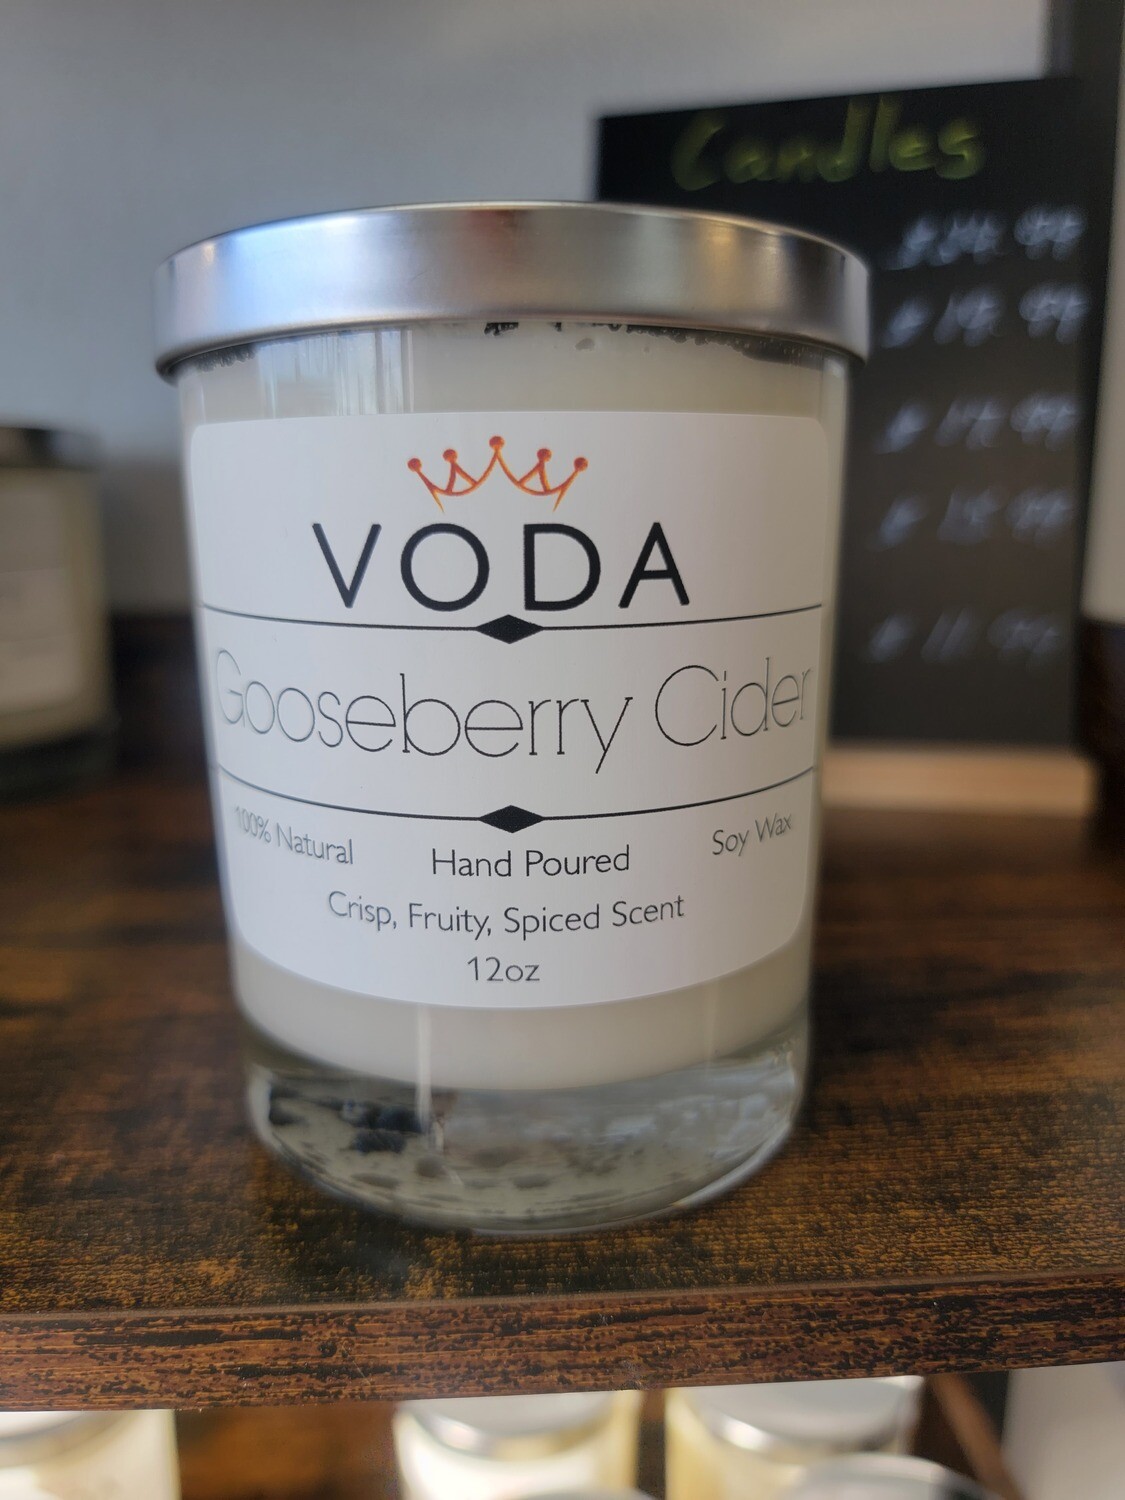 VODA
Gooseberry Cider
100% Natural Hand Poured Soy Wax
Crisp, Fruity, Spiced Scent
12oz
Candles